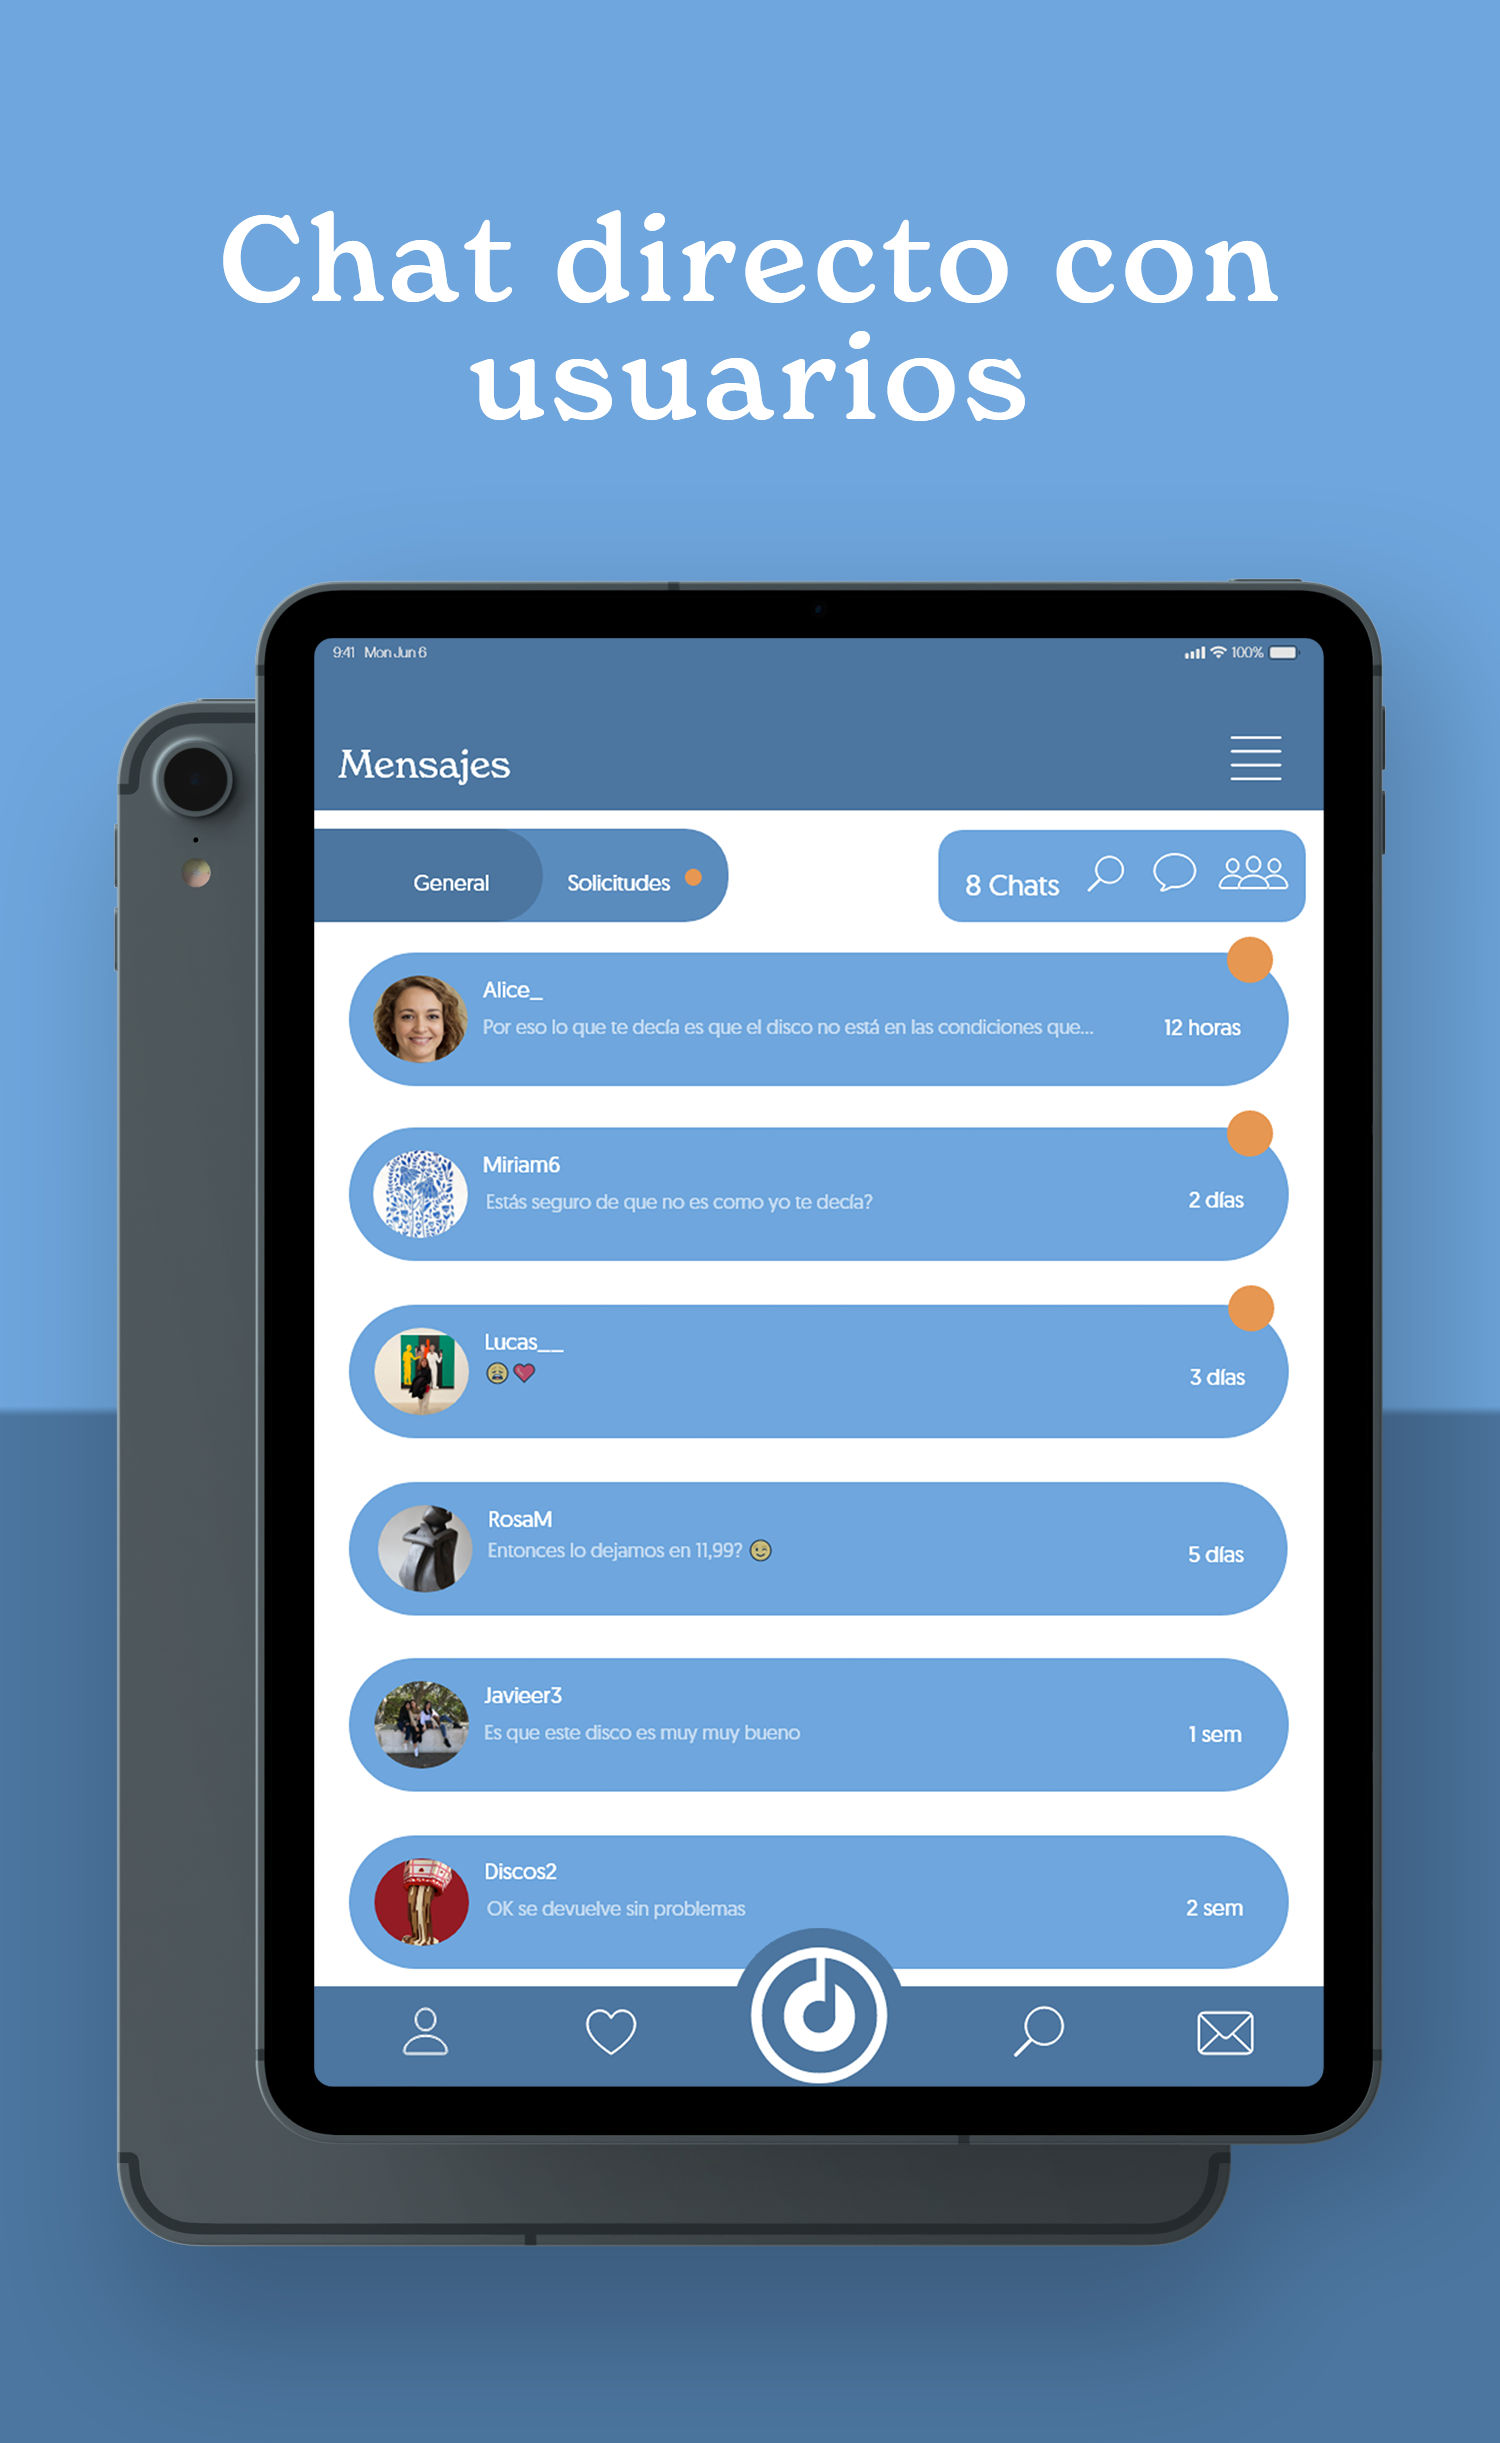 Chat directo con
usuarios
9:41 Mon Jun 6
100%
Mensajes
General
Solicitudes
8 Chats
Alice_
Por eso lo que te decía es que el disco no está en las condiciones que...
12 horas
Miriam6
Estás seguro de que no es como yo te decía?
2 días
Lucas__
😩❤️
3 días
RosaM
Entonces lo dejamos en 11,99? 😉
5 días
Javieer3
Es que este disco es muy muy bueno
1 sem
Discos2
OK se devuelve sin problemas
2 sem